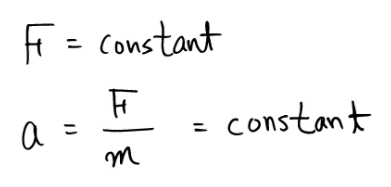 F = constant
a = F/m = constant